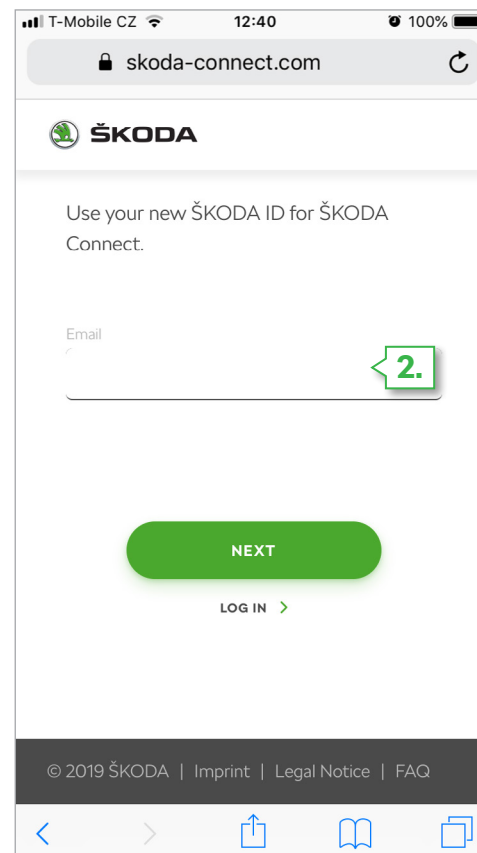 T-Mobile CZ 12:40 100%
skoda-connect.com
ŠKODA
Use your new ŠKODA ID for ŠKODA
Connect.
Email
2.
NEXT
LOG IN >
© 2019 ŠKODA | Imprint | Legal Notice | FAQ